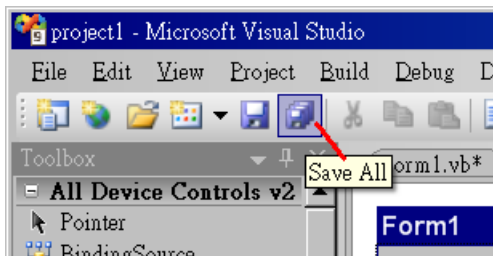 project1 - Microsoft Visual Studio
File Edit View Project Build Debug D
Toolbox
Save All
orm1.vb*
All Device Controls v2
Pointer
Form1
BindingSource